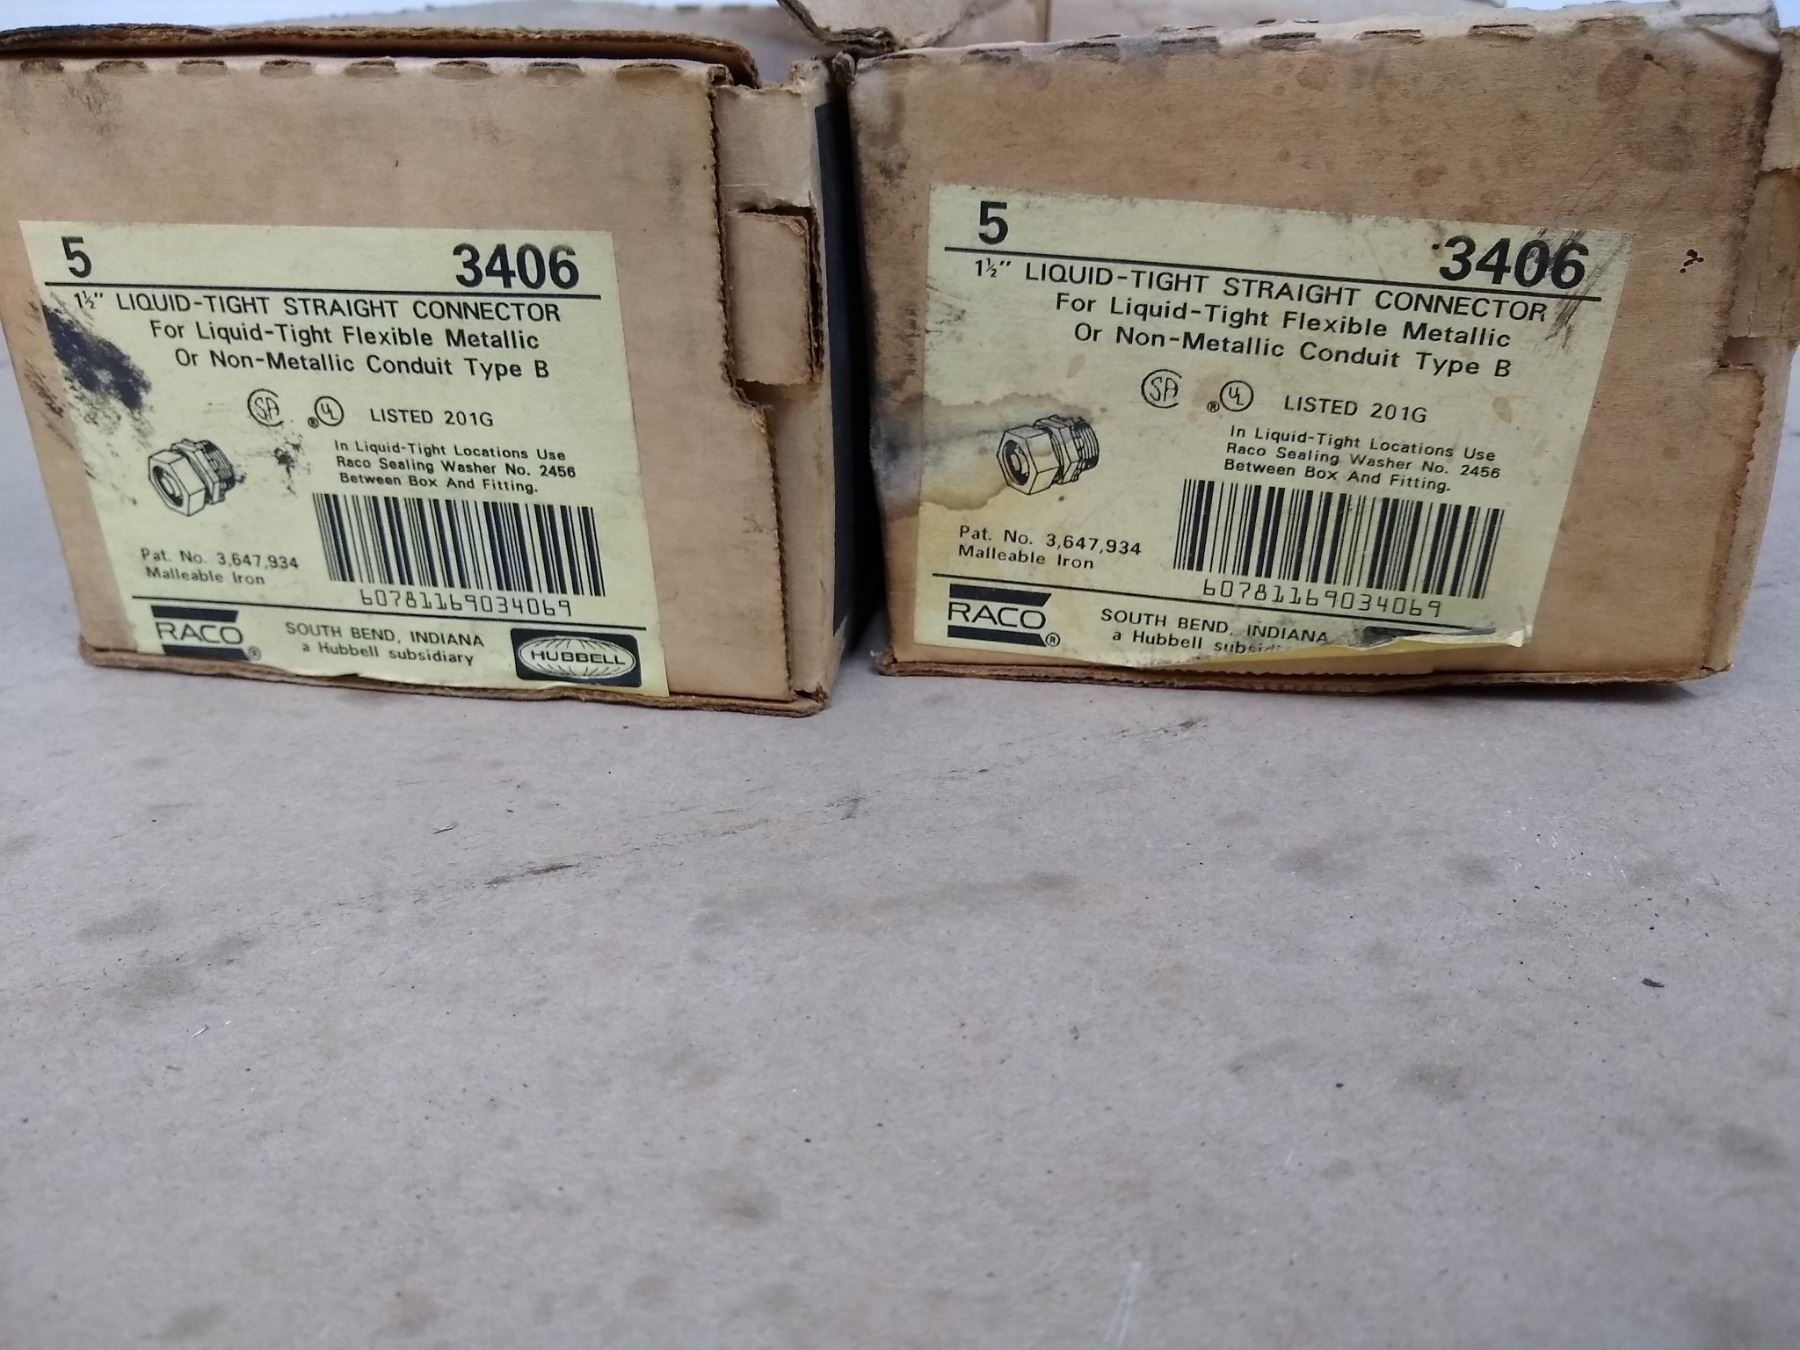 5 3406
1½" LIQUID-TIGHT STRAIGHT CONNECTOR
For Liquid-Tight Flexible Metallic
Or Non-Metallic Conduit Type B
SA ® UL LISTED 201G
In Liquid-Tight Locations Use
Raco Sealing Washer No. 2456
Between Box And Fitting.
Pat. No. 3,647,934
Malleable Iron
60781169034069
RACO ®
SOUTH BEND, INDIANA
a Hubbell subsidiary
HUBBELL
5 3406
1½" LIQUID-TIGHT STRAIGHT CONNECTOR
For Liquid-Tight Flexible Metallic
Or Non-Metallic Conduit Type B
SA ® UL LISTED 201G
In Liquid-Tight Locations Use
Raco Sealing Washer No. 2456
Between Box And Fitting.
Pat. No. 3,647,934
Malleable Iron
60781169034069
RACO ®
SOUTH BEND, INDIANA
a Hubbell